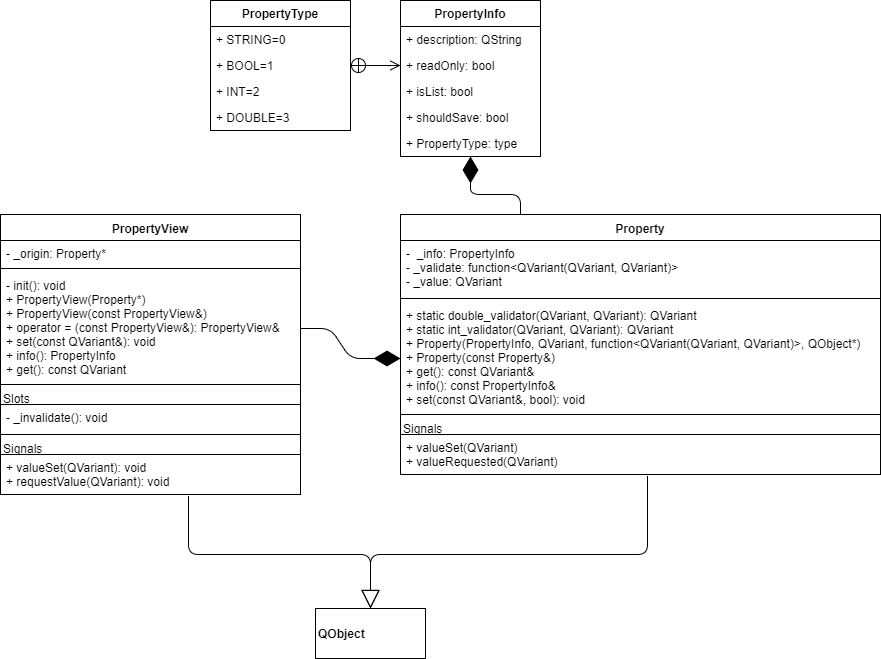 PropertyType
+ STRING=0
+ BOOL=1
+ INT=2
+ DOUBLE=3
PropertyInfo
+ description: QString
+ readOnly: bool
+ isList: bool
+ shouldSave: bool
+ PropertyType: type
PropertyView
- _origin: Property*
- init(): void
+ PropertyView(Property*)
+ PropertyView(const PropertyView&)
+ operator = (const PropertyView&): PropertyView&
+ set(const QVariant&): void
+ info(): PropertyInfo
+ get(): const QVariant
Slots
- _invalidate(): void
Signals
+ valueSet(QVariant): void
+ requestValue(QVariant): void
Property
- _info: PropertyInfo
- _validate: function<QVariant(QVariant, QVariant)>
- _value: QVariant
+ static double_validator(QVariant, QVariant): QVariant
+ static int_validator(QVariant, QVariant): QVariant
+ Property(PropertyInfo, QVariant, function<QVariant(QVariant, QVariant)>, QObject*)
+ Property(const Property&)
+ get(): const QVariant&
+ info(): const PropertyInfo&
+ set(const QVariant&, bool): void
Signals
+ valueSet(QVariant)
+ valueRequested(QVariant)
QObject